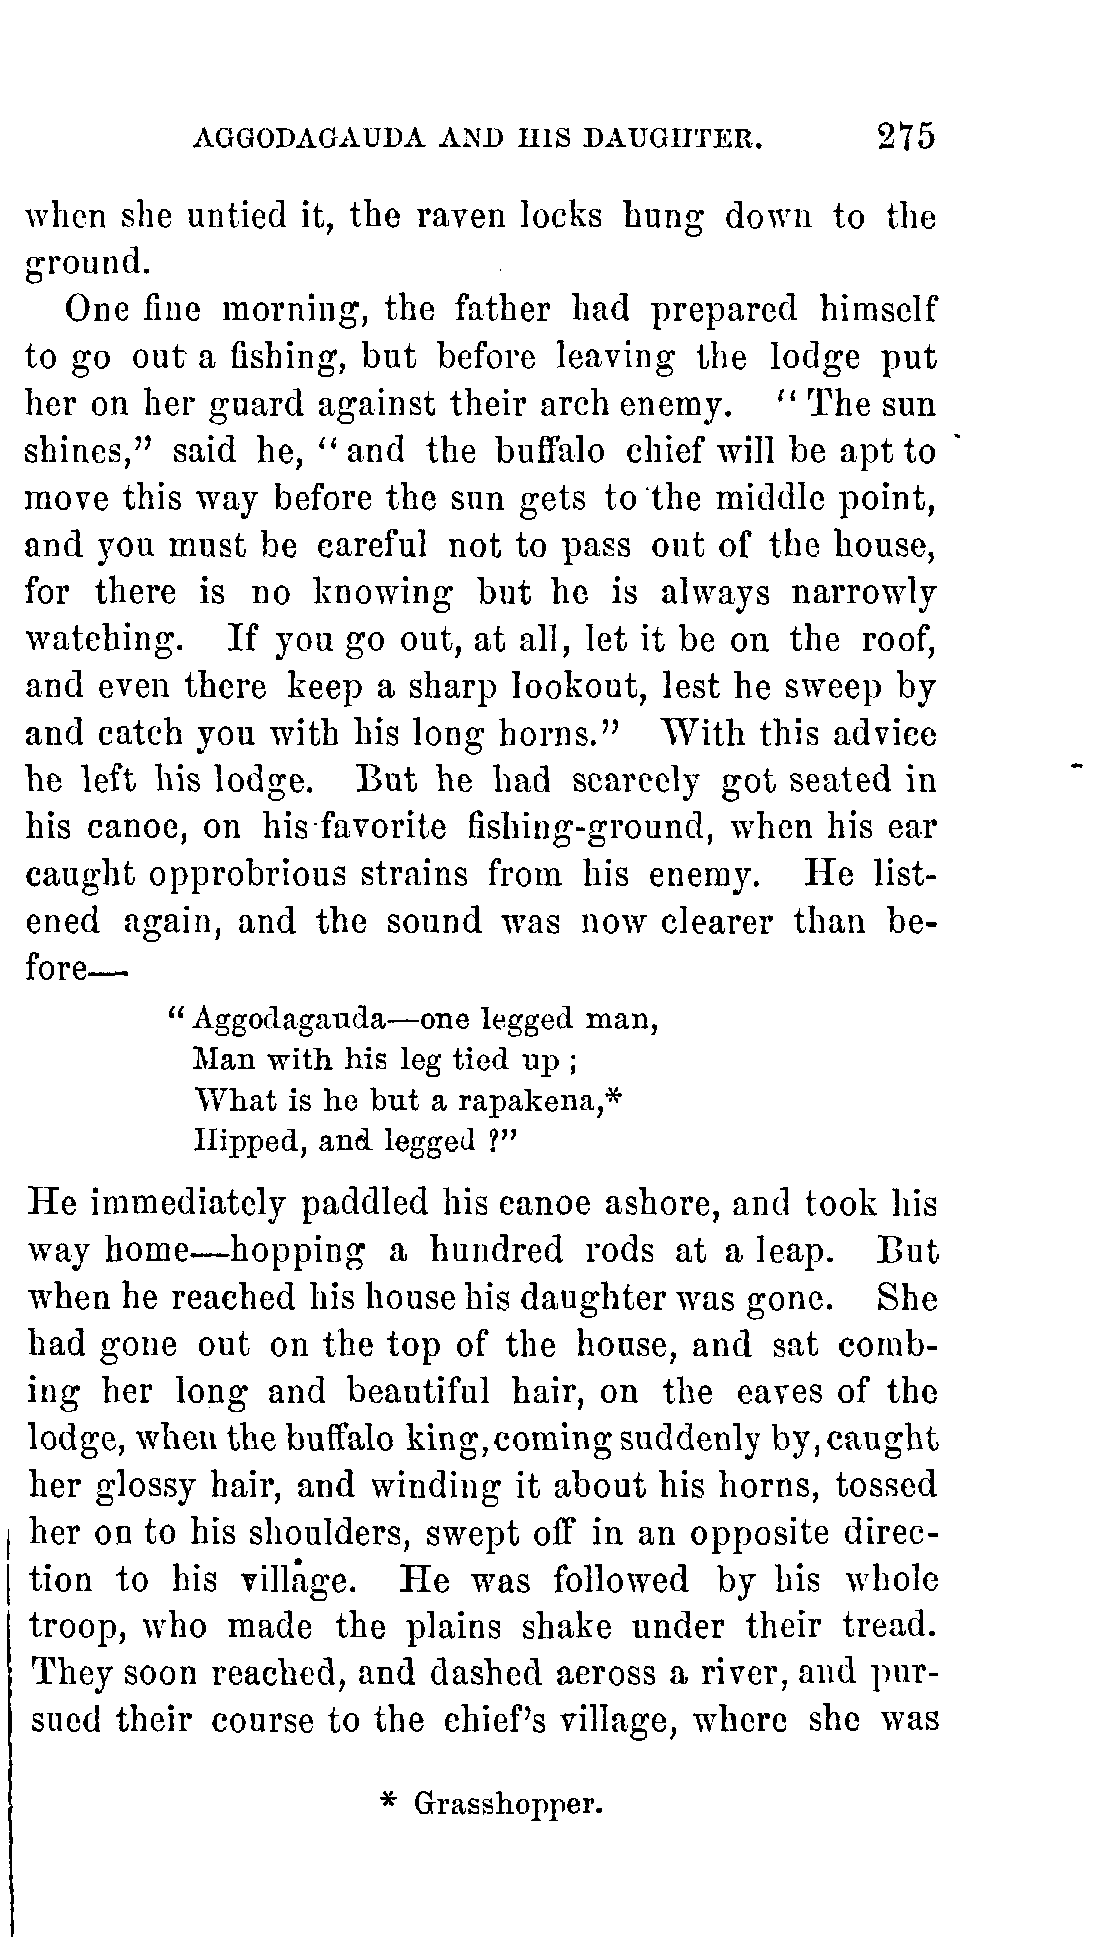 AGGODAGAUDA AND HIS DAUGHTER. 275
when she untied it, the raven locks hung down to the
ground.
One fine morning, the father had prepared himself
to go out a fishing, but before leaving the lodge put
her on her guard against their arch enemy. "The sun
shines," said he, "and the buffalo chief will be apt to
move this way before the sun gets to the middle point,
and you must be careful not to pass out of the house,
for there is no knowing but he is always narrowly
watching. If you go out, at all, let it be on the roof,
and even there keep a sharp lookout, lest he sweep by
and catch you with his long horns." With this advice
he left his lodge. But he had scarcely got seated in
his canoe, on his favorite fishing-ground, when his ear
caught opprobrious strains from his enemy. He list-
ened again, and the sound was now clearer than be-
fore—
"Aggodagauda—one legged man,
Man with his leg tied up;
What is he but a rapakena,*
Hipped, and legged?"
He immediately paddled his canoe ashore, and took his
way home—hopping a hundred rods at a leap. But
when he reached his house his daughter was gone. She
had gone out on the top of the house, and sat comb-
ing her long and beautiful hair, on the eaves of the
lodge, when the buffalo king, coming suddenly by, caught
her glossy hair, and winding it about his horns, tossed
her on to his shoulders, swept off in an opposite direc-
tion to his village. He was followed by his whole
troop, who made the plains shake under their tread.
They soon reached, and dashed across a river, and pur-
sued their course to the chief's village, where she was
* Grasshopper.